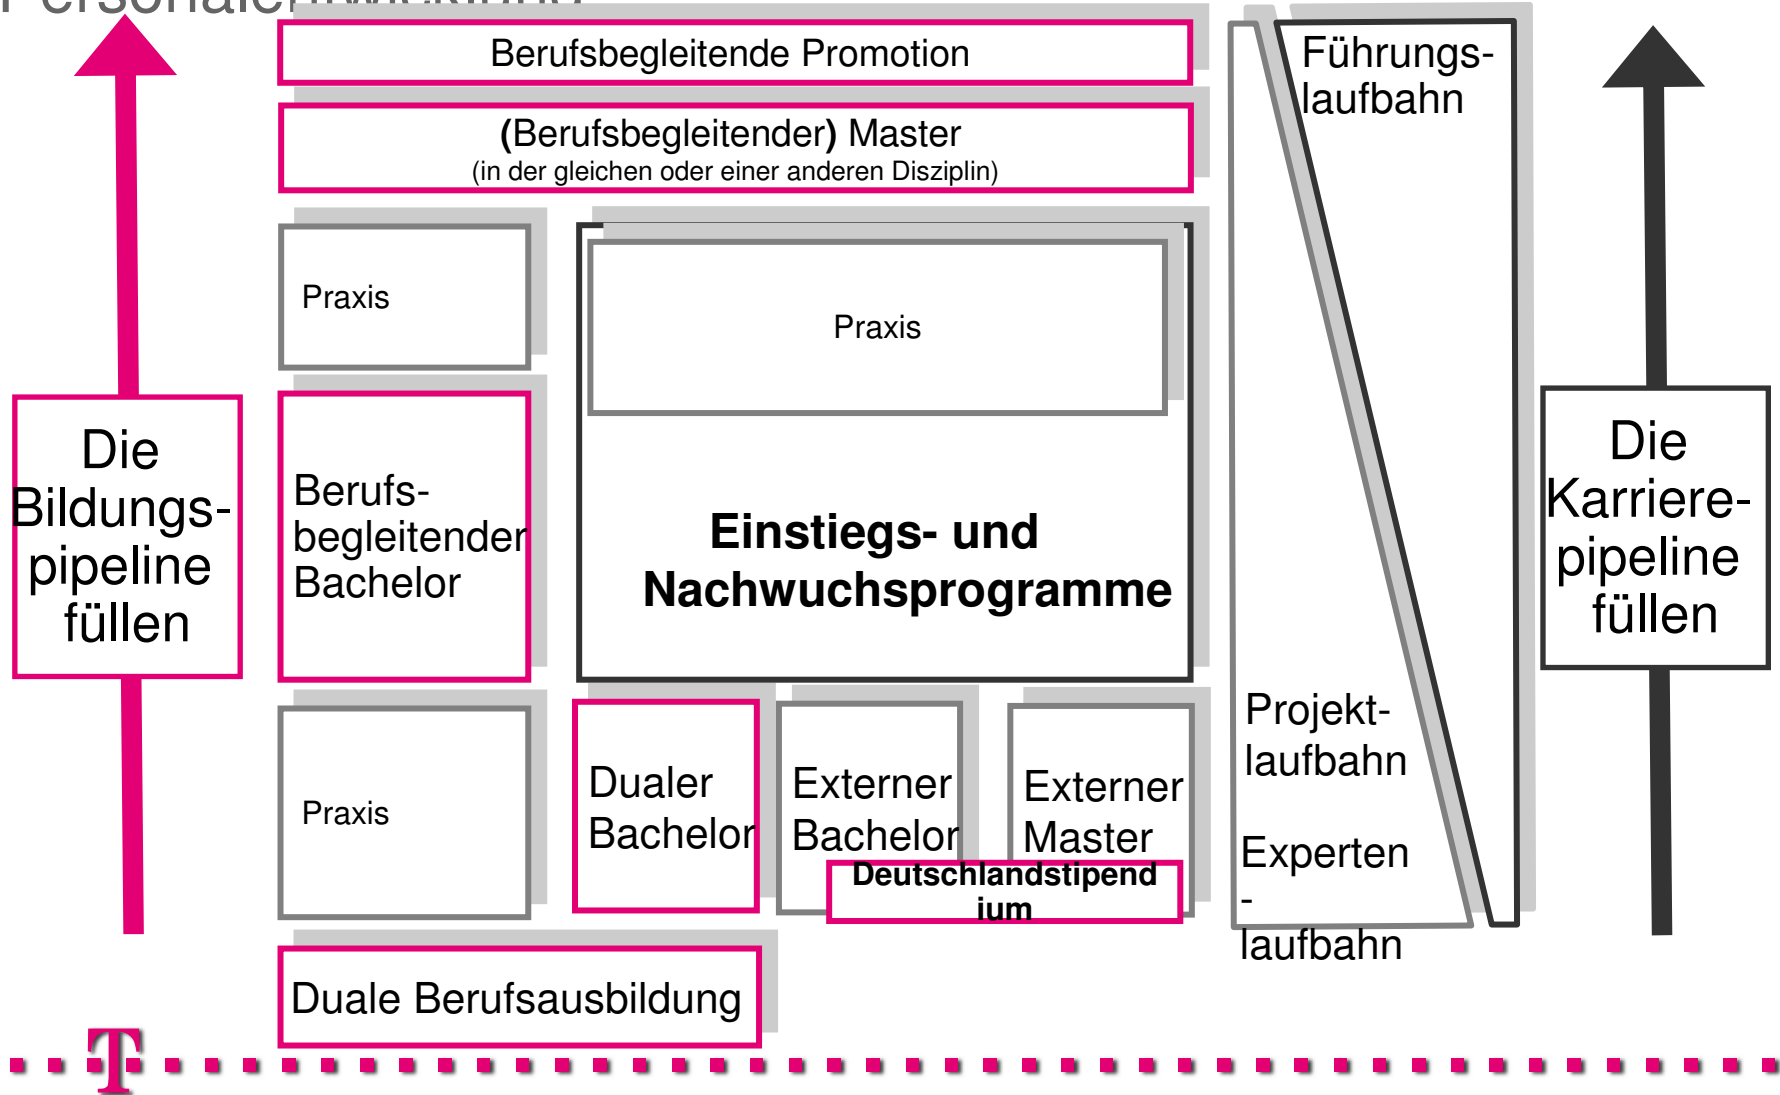 Personalentwicklung
Berufsbegleitende Promotion
(Berufsbegleitender) Master
(in der gleichen oder einer anderen Disziplin)
Führungs-
laufbahn
Praxis
Praxis
Die
Bildungs-
pipeline
füllen
Berufs-
begleitender
Bachelor
Einstiegs- und
Nachwuchsprogramme
Die
Karriere-
pipeline
füllen
Praxis
Dualer
Bachelor
Externer
Bachelor
Externer
Master
Deutschlandstipend
ium
Projekt-
laufbahn
Experten
-
laufbahn
Duale Berufsausbildung
T